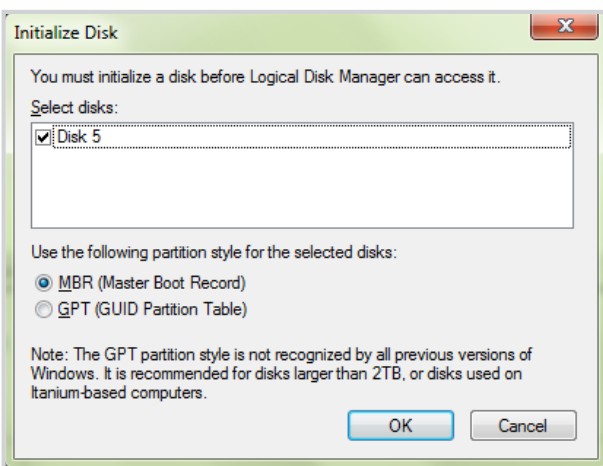 Initialize Disk
You must initialize a disk before Logical Disk Manager can access it.
Select disks:
Disk 5
Use the following partition style for the selected disks:
MBR (Master Boot Record)
GPT (GUID Partition Table)
Note: The GPT partition style is not recognized by all previous versions of
Windows. It is recommended for disks larger than 2TB, or disks used on
Itanium-based computers.
OK Cancel